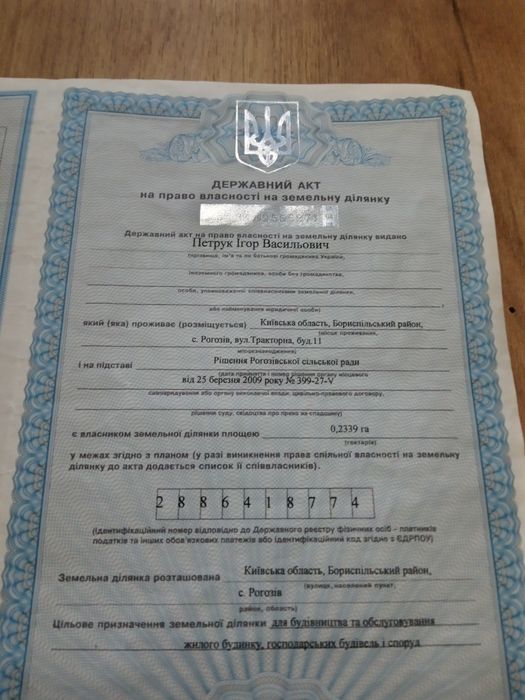 ДЕРЖАВНИЙ АКТ
на право власності на земельну ділянку
Державний акт на право власності на земельну ділянку видано
Петрук Ігор Васильович
(прізвище, ім'я та по батькові громадянина України,
іноземного громадянина, особи без громадянства,
особи, уповноваженої співвласниками земельної ділянки,
або найменування юридичної особи)
який (яка) проживає (розміщується) Київська область, Бориспільський район,
(місце проживання,
с. Рогозів, вул.Тракторна, буд.11
місцезнаходження)
і на підставі Рішення Рогозівської сільської ради
(дата прийняття і номер рішення органу місцевого
від 25 березня 2009 року № 399-27-V
самоврядування або органу виконавчої влади, цивільно-правового договору,
рішення суду, свідоцтва про право на спадщину)
є власником земельної ділянки площею 0,2339 га
(гектарів)
у межах згідно з планом (у разі виникнення права спільної власності на земельну
ділянку до акта додається список її співвласників).
2 8 8 6 4 1 8 7 7 4
(ідентифікаційний номер відповідно до Державного реєстру фізичних осіб - платників
податків та інших обов'язкових платежів або ідентифікаційний код згідно з ЄДРПОУ)
Земельна ділянка розташована Київська область, Бориспільський район,
(вулиця, населений пункт,
с. Рогозів
район, область)
Цільове призначення земельної ділянки для будівництва та обслуговування
жилого будинку, господарських будівель і споруд